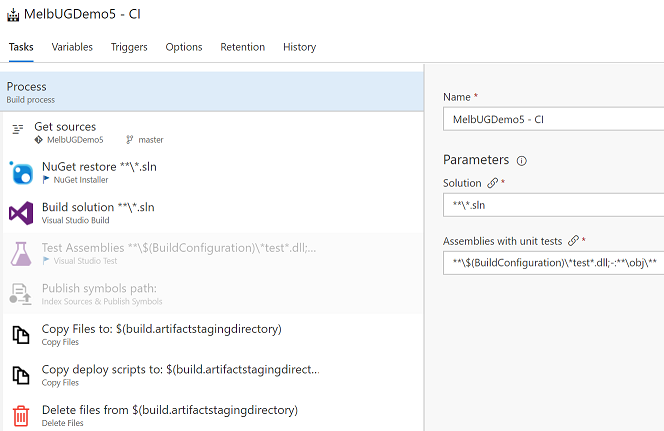 MelbUGDemo5 - CI
Tasks Variables Triggers Options Retention History
Process
Build process
Get sources
MelbUGDemo5 master
NuGet restore **\*.sln
NuGet Installer
Build solution **\*.sln
Visual Studio Build
Test Assemblies **\$(BuildConfiguration)\*test*.dll;...
Visual Studio Test
Publish symbols path:
Index Sources & Publish Symbols
Copy Files to: $(build.artifactstagingdirectory)
Copy Files
Copy deploy scripts to: $(build.artifactstagingdirect...
Copy Files
Delete files from $(build.artifactstagingdirectory)
Delete Files
Name *
MelbUGDemo5 - CI
Parameters
Solution *
**\*.sln
Assemblies with unit tests *
**\$(BuildConfiguration)\*test*.dll;-:**\obj\**